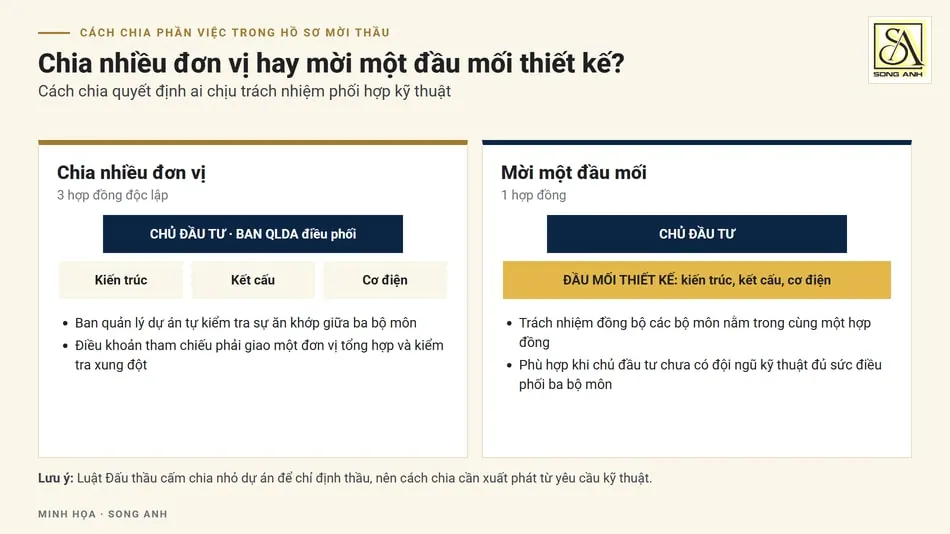 CÁCH CHIA PHẦN VIỆC TRONG HỒ SƠ MỜI THẦU
Chia nhiều đơn vị hay mời một đầu mối thiết kế?
Cách chia quyết định ai chịu trách nhiệm phối hợp kỹ thuật
SA
SONG ANH
Chia nhiều đơn vị
3 hợp đồng độc lập
CHỦ ĐẦU TƯ · BAN QLDA điều phối
Kiến trúc
Kết cấu
Cơ điện
• Ban quản lý dự án tự kiểm tra sự ăn khớp giữa ba bộ môn
• Điều khoản tham chiếu phải giao một đơn vị tổng hợp và kiểm
tra xung đột
Mời một đầu mối
1 hợp đồng
CHỦ ĐẦU TƯ
ĐẦU MỐI THIẾT KẾ: kiến trúc, kết cấu, cơ điện
• Trách nhiệm đồng bộ các bộ môn nằm trong cùng một hợp
đồng
• Phù hợp khi chủ đầu tư chưa có đội ngũ kỹ thuật đủ sức điều
phối ba bộ môn
Lưu ý: Luật Đấu thầu cấm chia nhỏ dự án để chỉ định thầu, nên cách chia cần xuất phát từ yêu cầu kỹ thuật.
MINH HỌA · SONG ANH